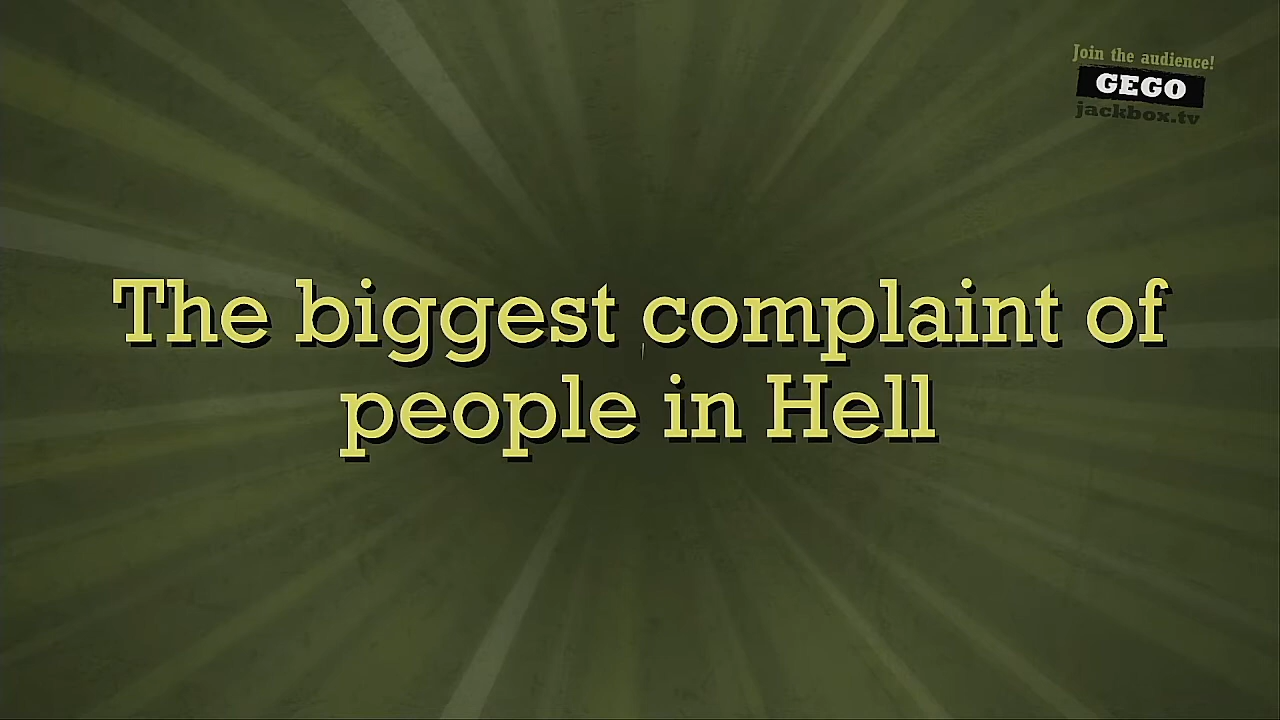 Join the audience!
GEGO
jackbox.tv
The biggest complaint of
people in Hell